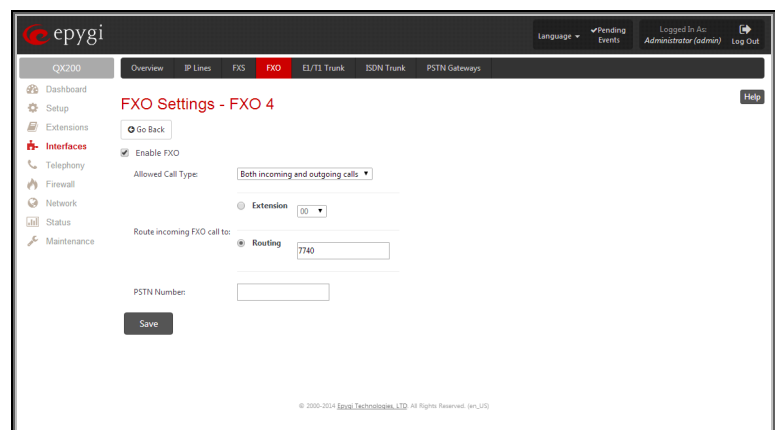 epygi
Language
Pending Events
Logged In As:
Administrator (admin)
Log Out
QX200
Overview
IP Lines
FXS
FXO
E1/T1 Trunk
ISDN Trunk
PSTN Gateways
Dashboard
Setup
Extensions
Interfaces
Telephony
Firewall
Network
Status
Maintenance
FXO Settings - FXO 4
Help
Go Back
Enable FXO
Allowed Call Type:
Both incoming and outgoing calls
Route incoming FXO call to:
Extension
00
Routing
7740
PSTN Number:
Save
© 2000-2014 Epygi Technologies, LTD. All Rights Reserved. (en_US)